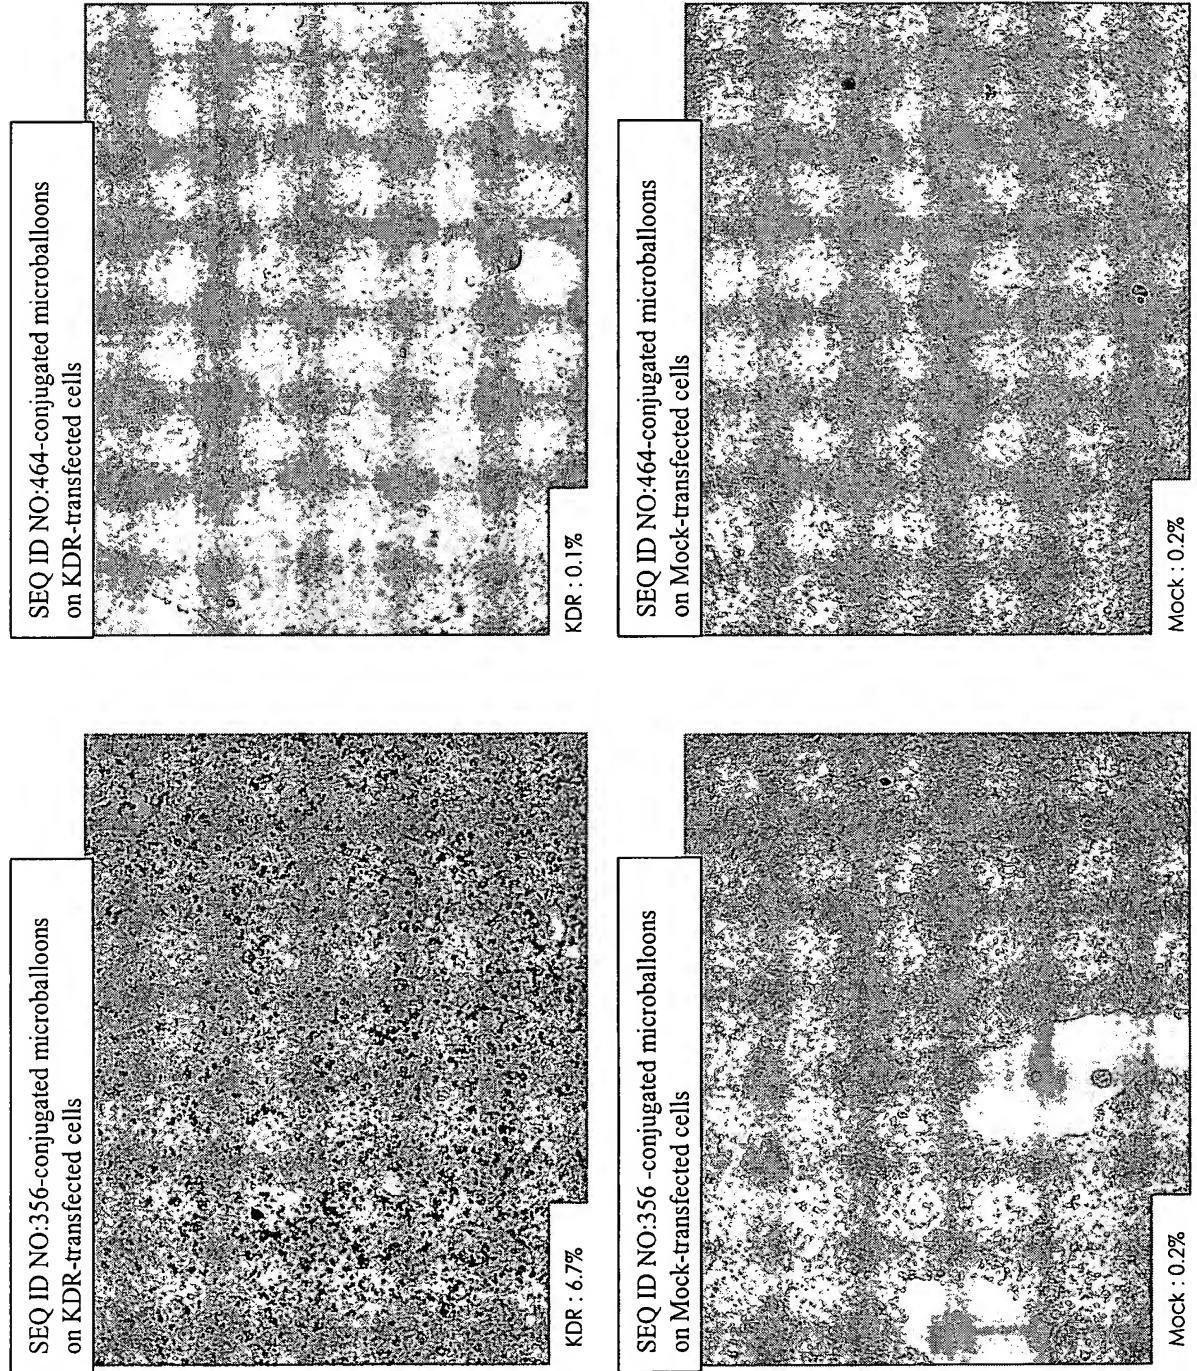 SEQ ID NO:356-conjugated microballoons
on KDR-transfected cells
KDR : 6.7%
SEQ ID NO:464-conjugated microballoons
on KDR-transfected cells
KDR : 0.1%
SEQ ID NO:356 -conjugated microballoons
on Mock-transfected cells
Mock : 0.2%
SEQ ID NO:464-conjugated microballoons
on Mock-transfected cells
Mock : 0.2%